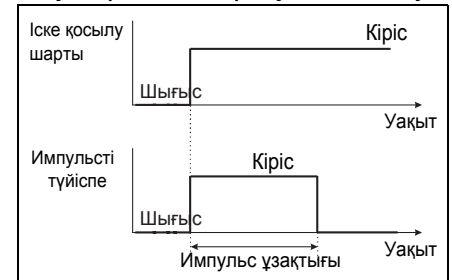 Іске қосылу
шарты
Кіріс
Шығыс
Уақыт
Импульсті
түйіспе
Кіріс
Шығыс
Импульс ұзақтығы
Уақыт